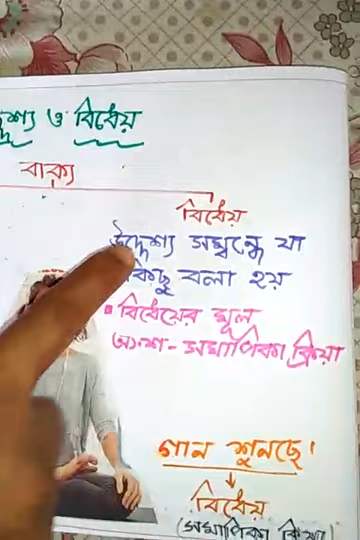 দ্দেশ্য ও বিধেয়
বাক্য
বিধেয়
উদ্দেশ্য সম্বন্ধে যা
কিছু বলা হয়
▪ বিধেয়ের মূল
অংশ - সমাপিকা ক্রিয়া
গান শুনছে।
বিধেয়
(সমাপিকা ক্রিয়া)